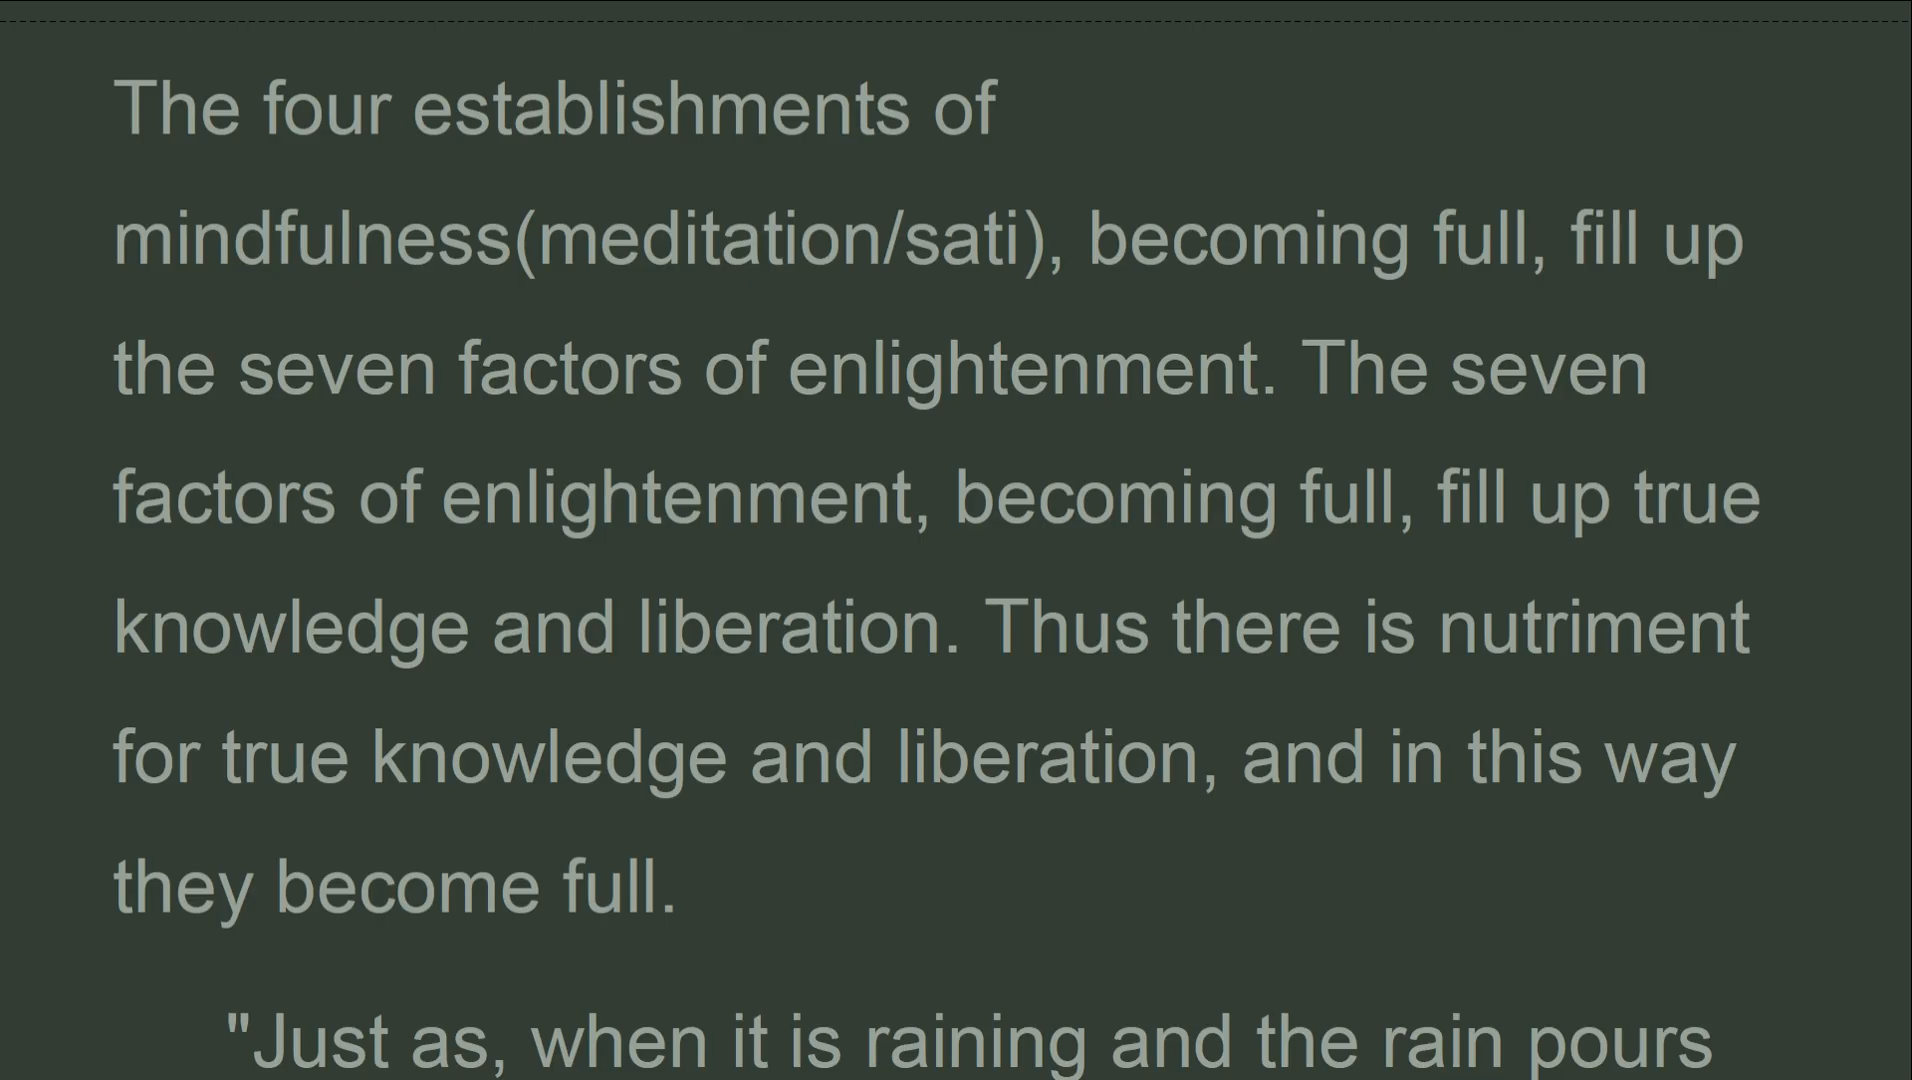 The four establishments of
mindfulness(meditation/sati), becoming full, fill up
the seven factors of enlightenment. The seven
factors of enlightenment, becoming full, fill up true
knowledge and liberation. Thus there is nutriment
for true knowledge and liberation, and in this way
they become full.
"Just as, when it is raining and the rain pours